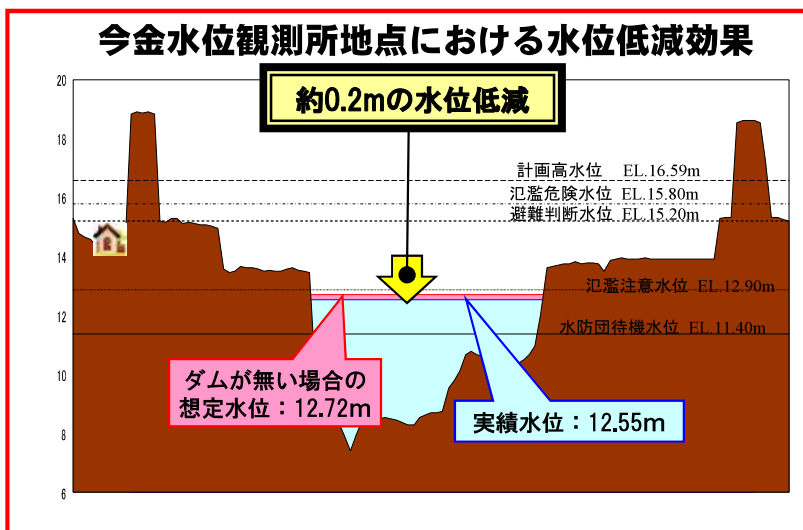 今金水位観測所地点における水位低減効果
約0.2mの水位低減
20
18
16
14
12
10
8
6
計画高水位 EL.16.59m
氾濫危険水位 EL.15.80m
避難判断水位 EL.15.20m
氾濫注意水位 EL.12.90m
水防団待機水位 EL.11.40m
ダムが無い場合の
想定水位：12.72m
実績水位：12.55m